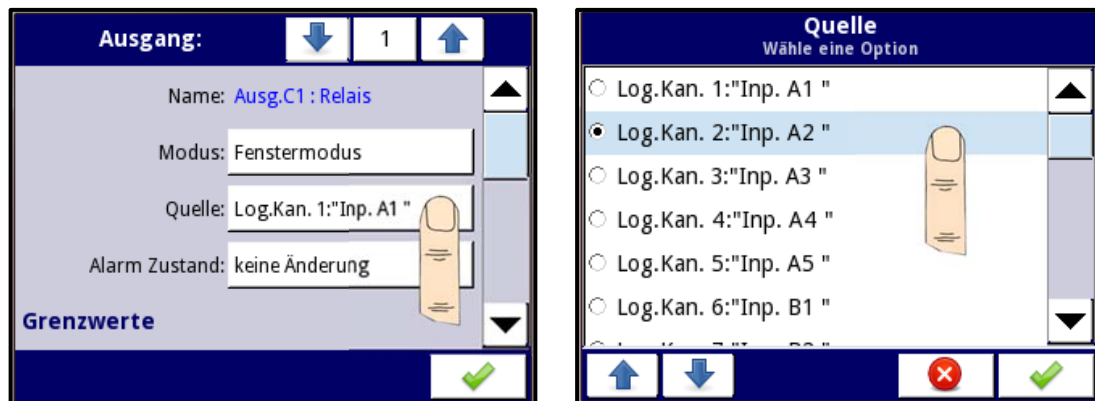 Ausgang:
1
Name: Ausg.C1 : Relais
Modus: Fenstermodus
Quelle: Log.Kan. 1:"Inp. A1 "
Alarm Zustand: keine Änderung
Grenzwerte
Quelle
Wähle eine Option
Log.Kan. 1:"Inp. A1 "
Log.Kan. 2:"Inp. A2 "
Log.Kan. 3:"Inp. A3 "
Log.Kan. 4:"Inp. A4 "
Log.Kan. 5:"Inp. A5 "
Log.Kan. 6:"Inp. B1 "